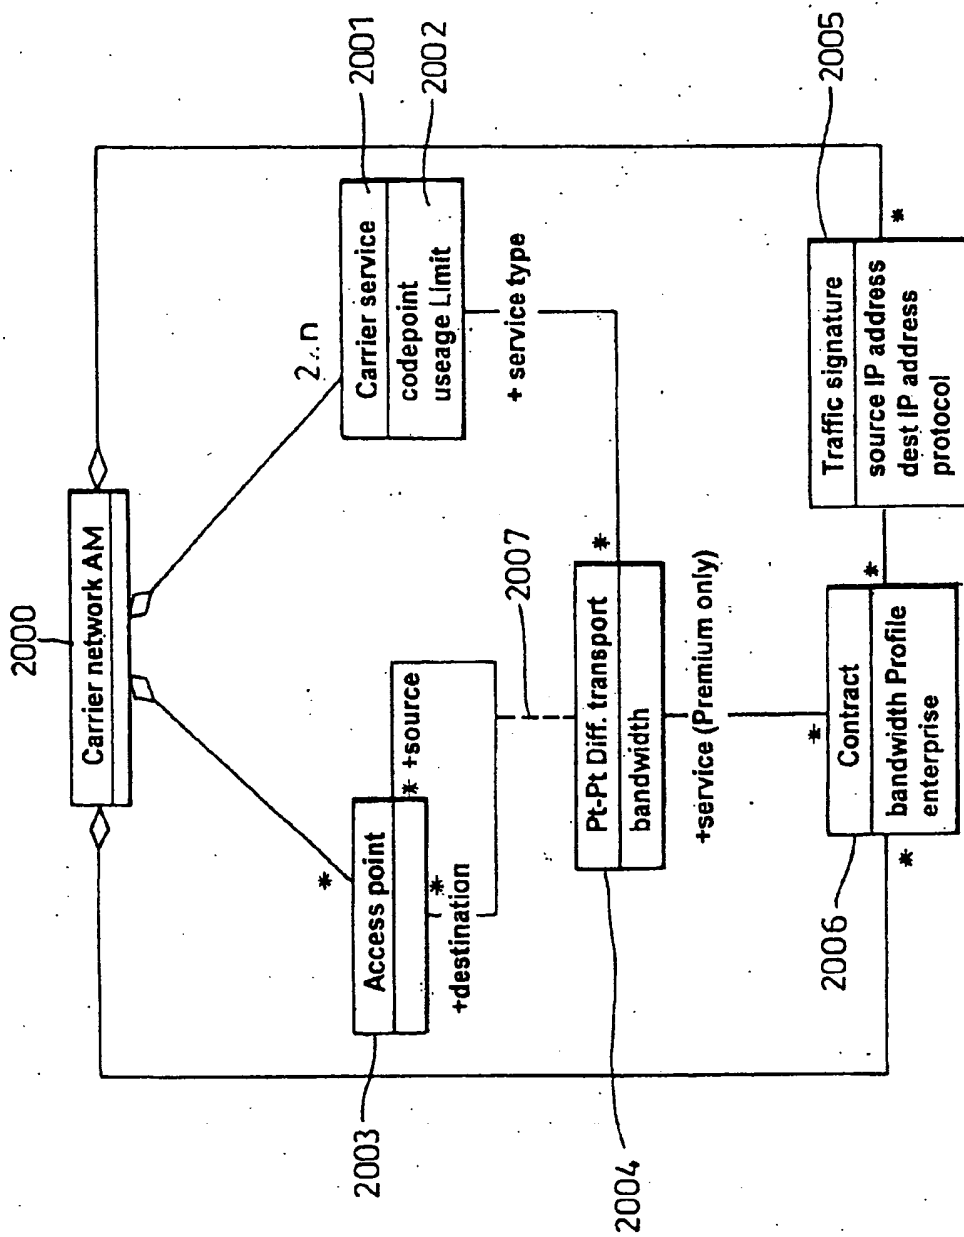 2000
Carrier network AM
2..n
2001
Carrier service
2002
codepoint
useage Limit
+ service type
*
Access point
* +source
*
+destination
2003
2007
*
Pt-Pt Diff. transport
bandwidth
2004
+service (Premium only)
*
*
Contract
bandwidth Profile
enterprise
*
2006
*
Traffic signature
source IP address
dest IP address
protocol
2005